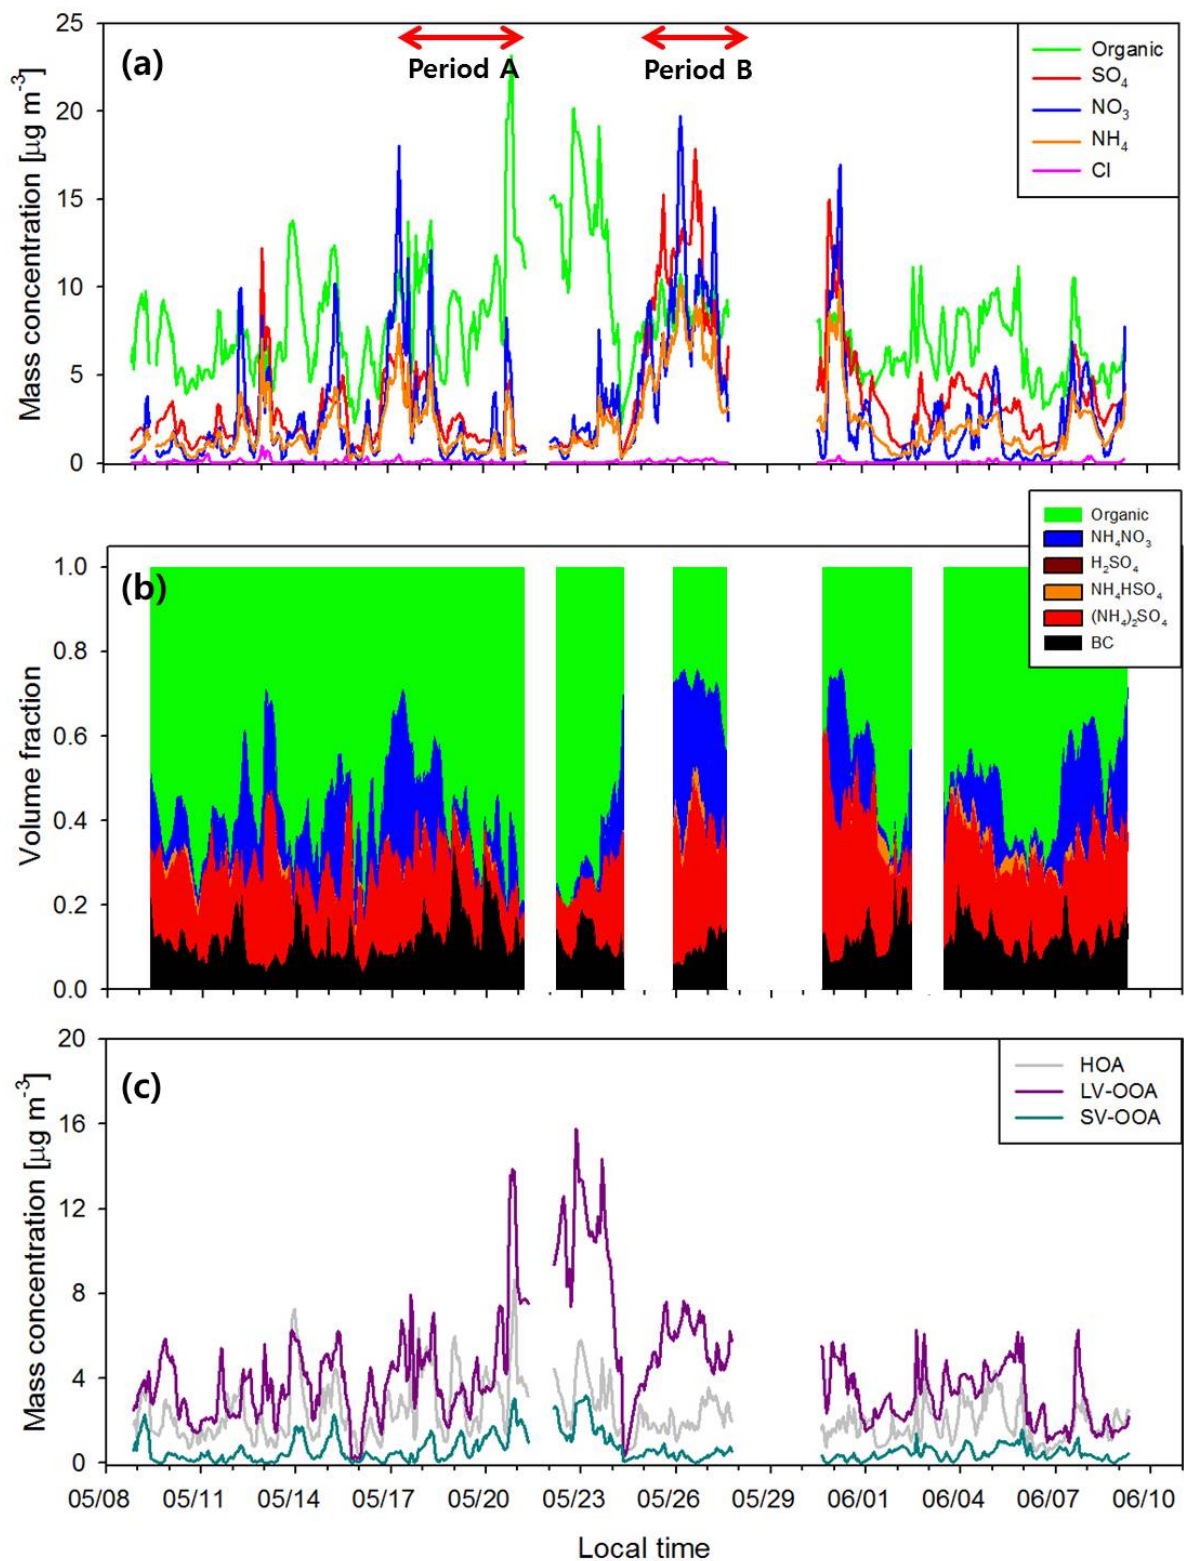 25
20
15
10
5
0
Mass concentration [μg m-3]
(a)
Period A
Period B
Organic
SO4
NO3
NH4
Cl
1.0
0.8
0.6
0.4
0.2
0.0
Volume fraction
(b)
Organic
NH4NO3
H2SO4
NH4HSO4
(NH4)2SO4
BC
20
16
12
8
4
0
Mass concentration [μg m-3]
(c)
HOA
LV-OOA
SV-OOA
05/08 05/11 05/14 05/17 05/20 05/23 05/26 05/29 06/01 06/04 06/07 06/10
Local time